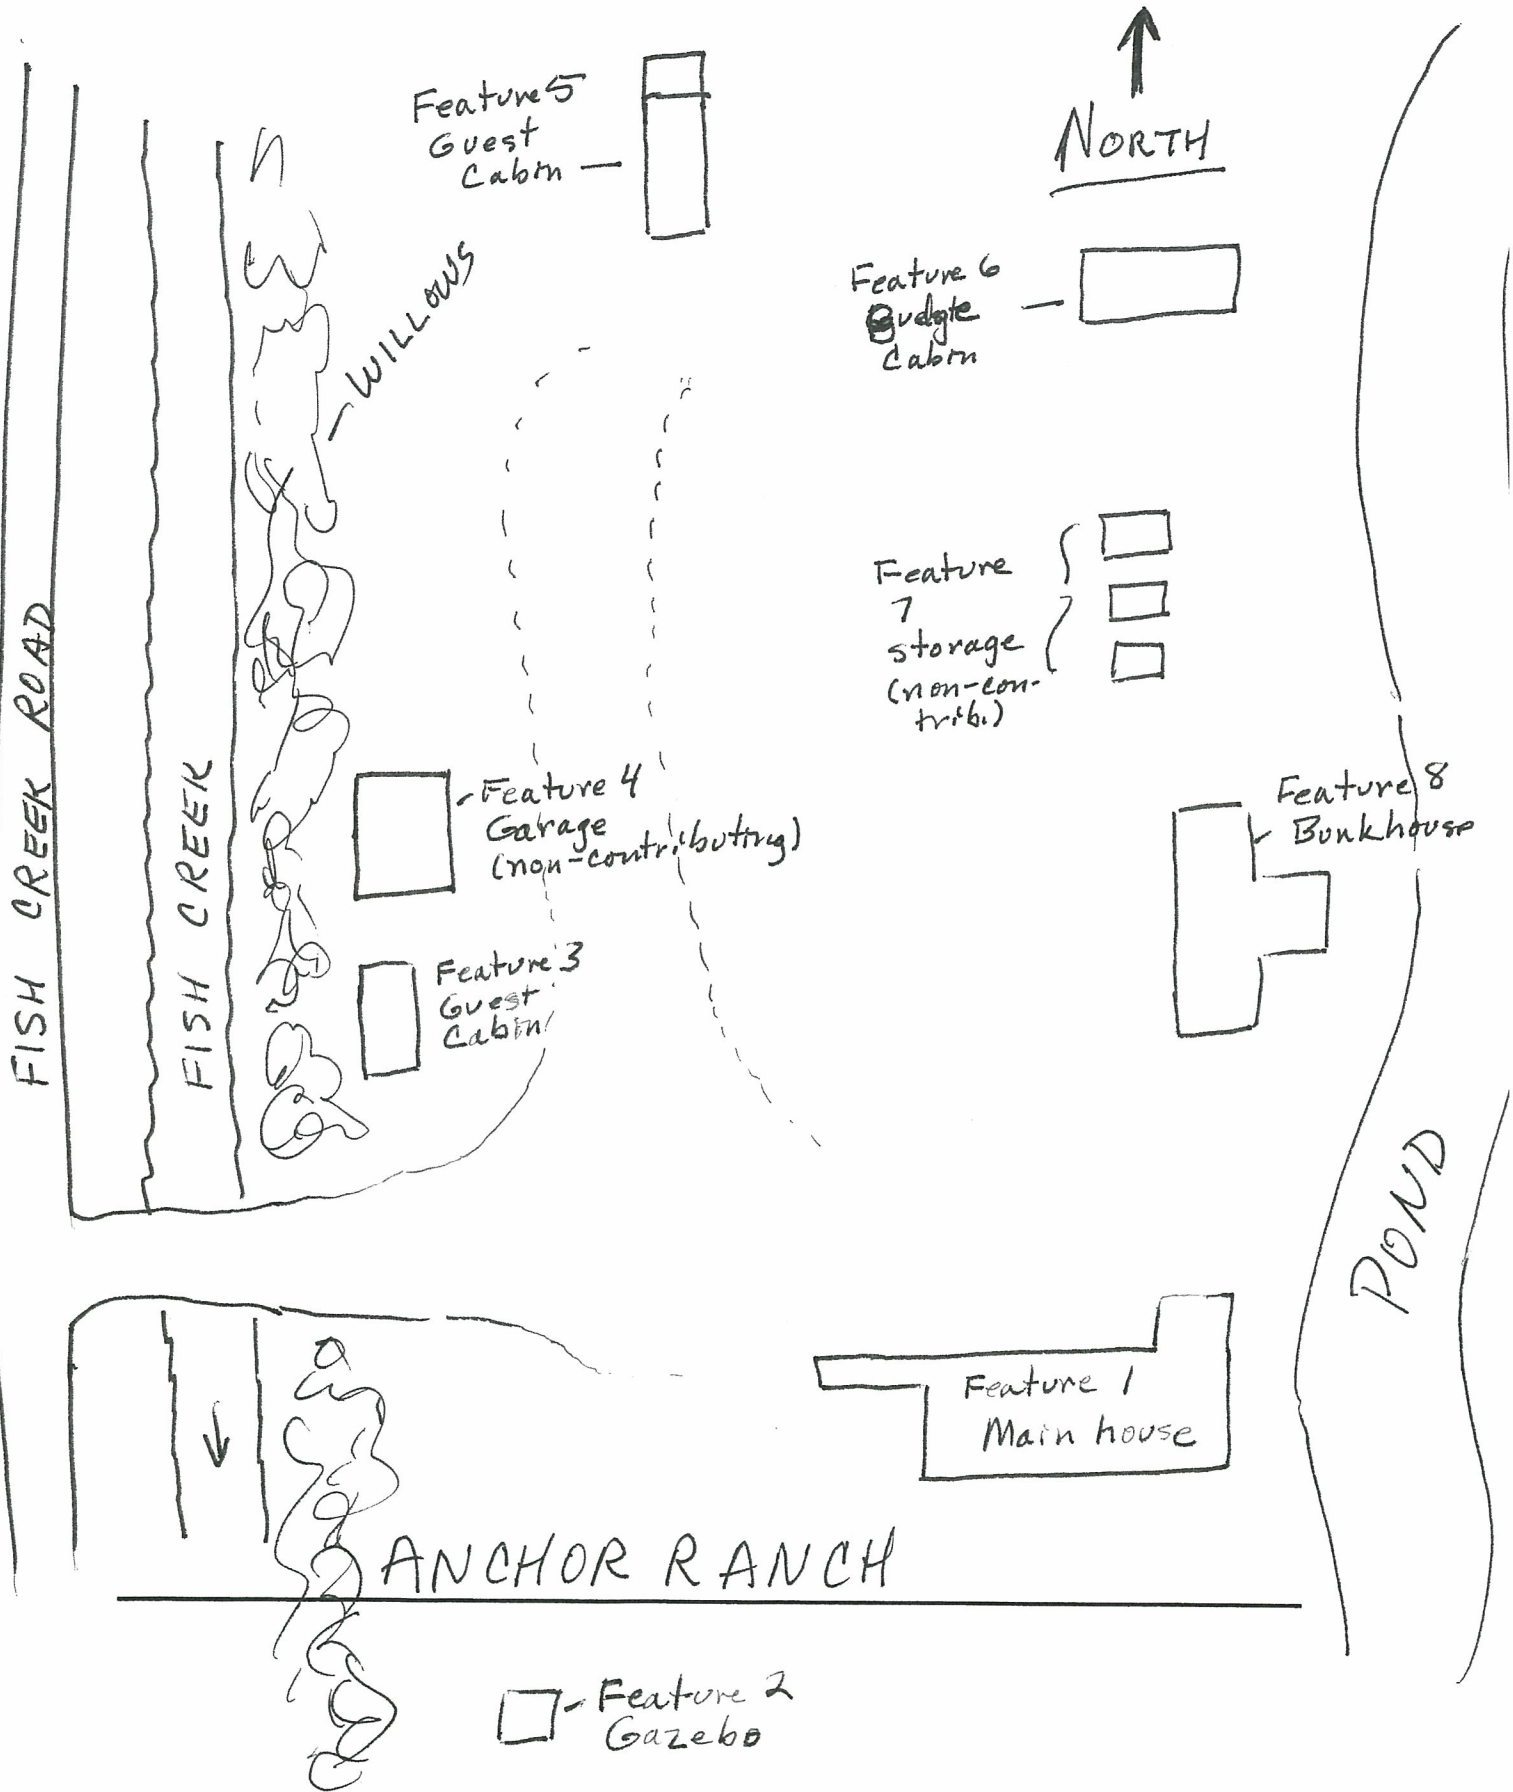 Feature 5
Guest
Cabin
NORTH
WILLOWS
Feature 6
Budge
Cabin
Feature
7
storage
(non-con-
trib.)
FISH CREEK ROAD
FISH CREEK
Feature 4
Garage
(non-contributing)
Feature 8
Bunkhouse
Feature 3
Guest
Cabin
POND
Feature 1
Main house
ANCHOR RANCH
Feature 2
Gazebo